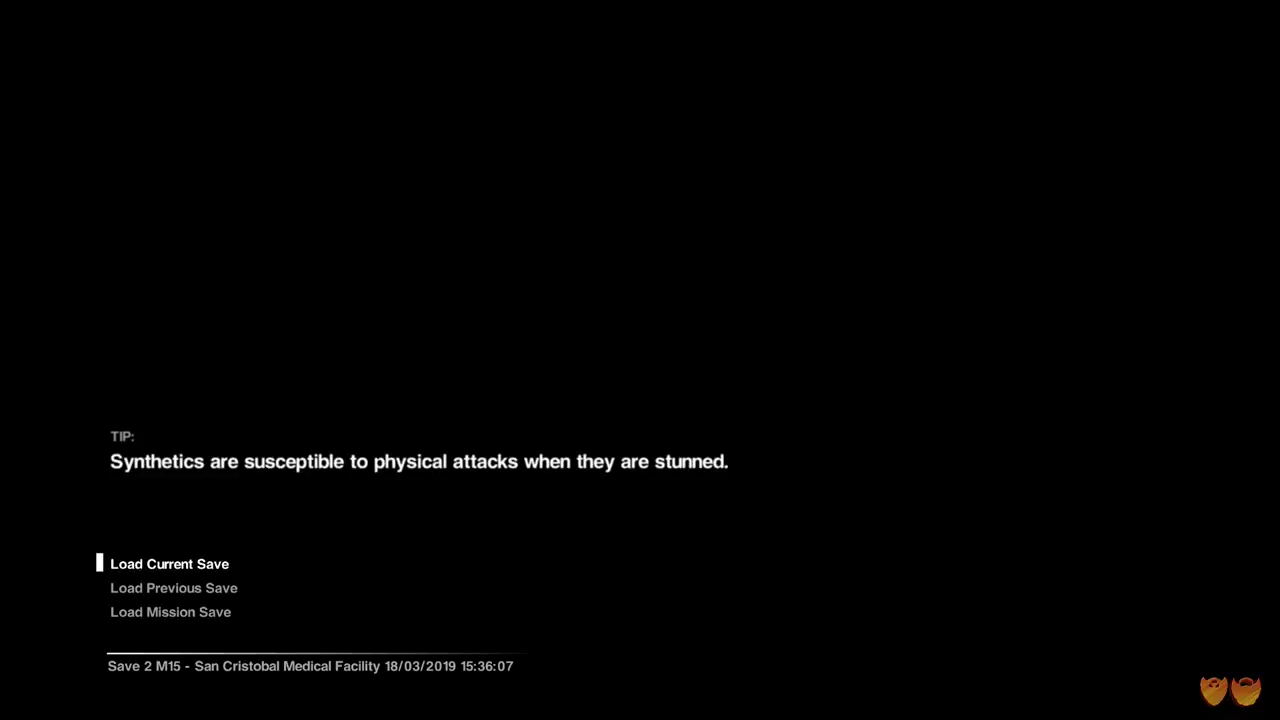 TIP:
Synthetics are susceptible to physical attacks when they are stunned.
Load Current Save
Load Previous Save
Load Mission Save
Save 2 M15 - San Cristobal Medical Facility 18/03/2019 15:36:07